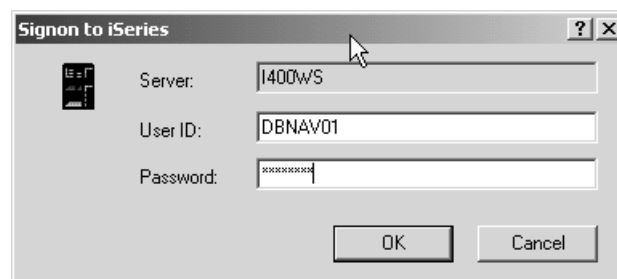 Signon to iSeries ? ×
Server: I400WS
User ID: DBNAV01
Password: ********
OK Cancel